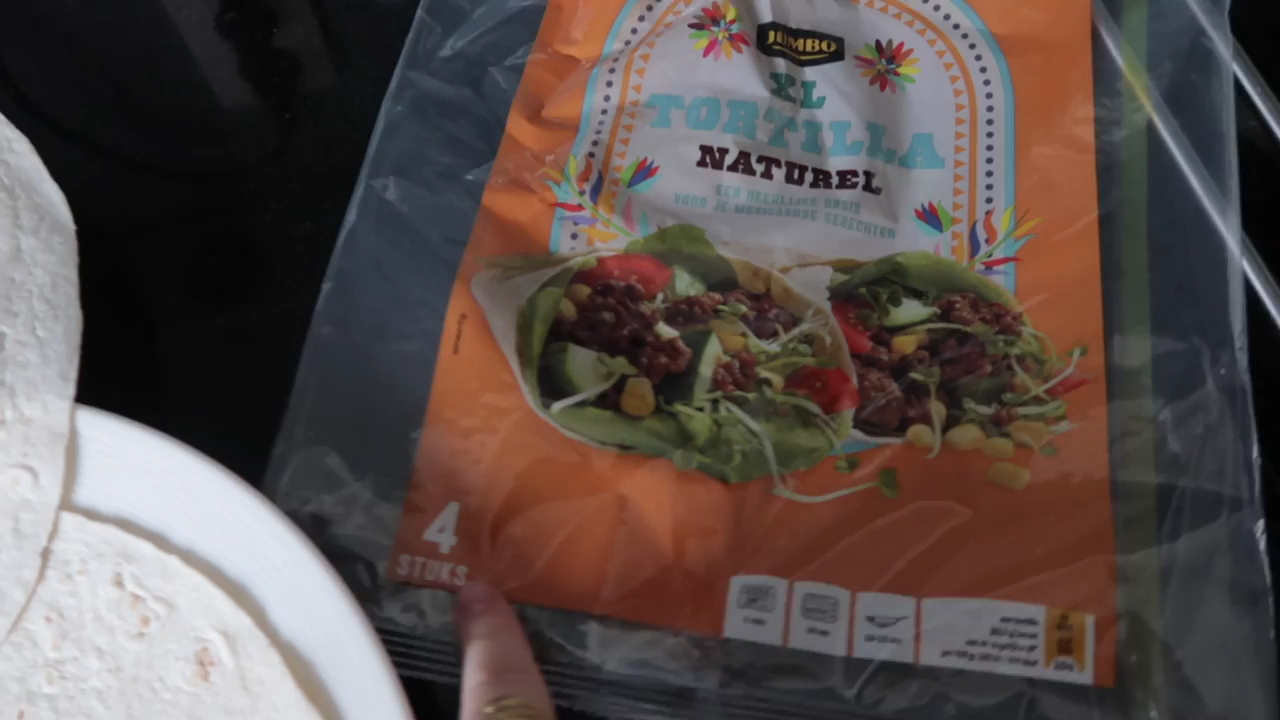 JUMBO
XL
TORTILLA
NATUREL
EEN HEERLIJKE BASIS
VOOR JE MEXICAANSE GERECHTEN
4
STUKS